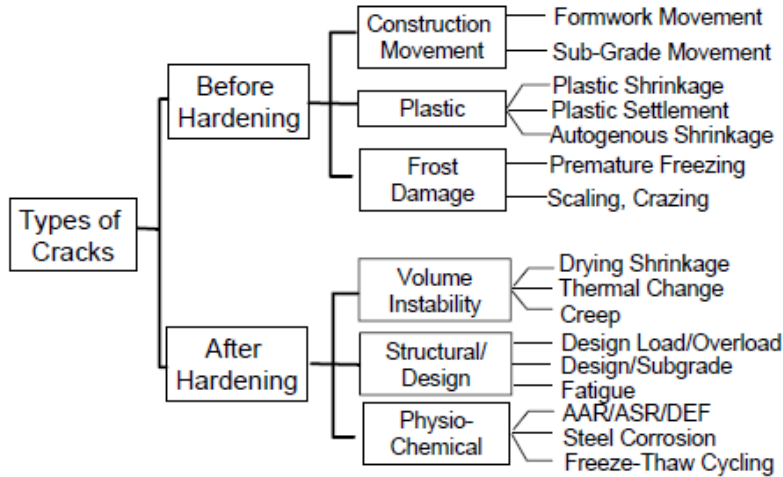 Types of
Cracks
Before
Hardening
Construction
Movement
Formwork Movement
Sub-Grade Movement
Plastic
Plastic Shrinkage
Plastic Settlement
Autogenous Shrinkage
Frost
Damage
Premature Freezing
Scaling, Crazing
After
Hardening
Volume
Instability
Drying Shrinkage
Thermal Change
Creep
Structural/
Design
Design Load/Overload
Design/Subgrade
Fatigue
Physio-
Chemical
AAR/ASR/DEF
Steel Corrosion
Freeze-Thaw Cycling